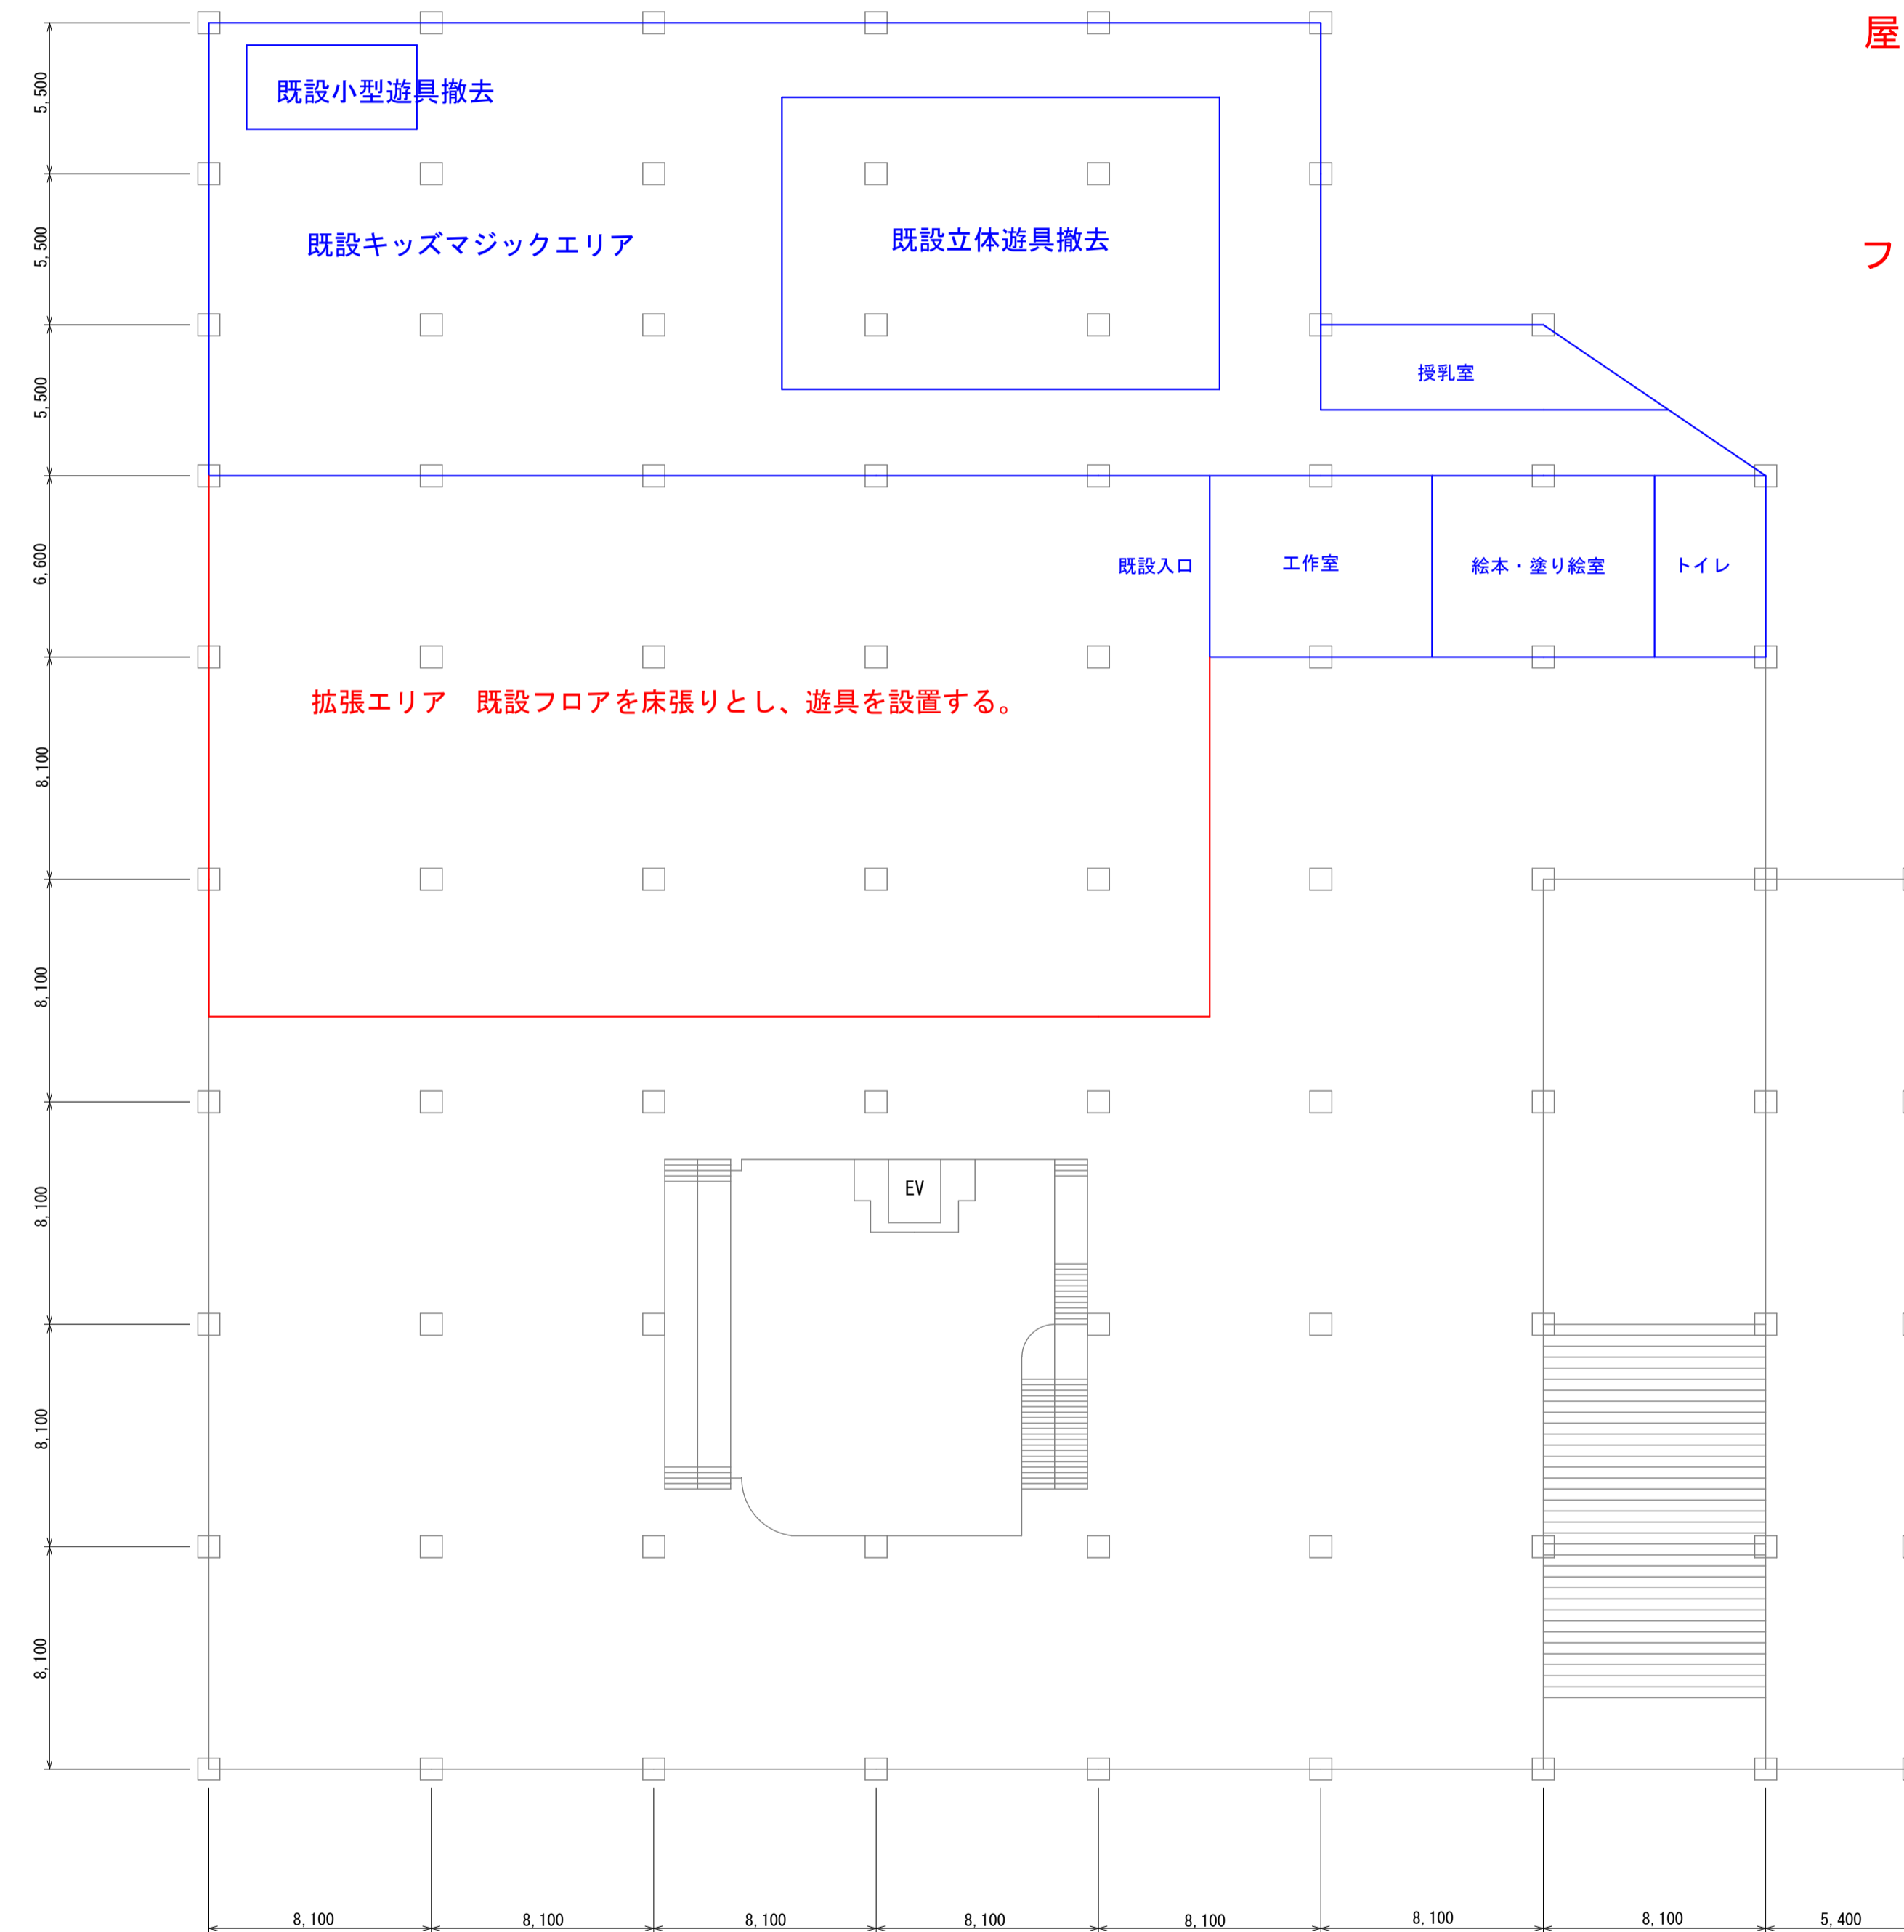 屋
5,500
既設小型遊具撤去
5,500
既設キッズマジックエリア
既設立体遊具撤去
フ
5,500
授乳室
6,600
既設入口
工作室
絵本・塗り絵室
トイレ
拡張エリア　既設フロアを床張りとし、遊具を設置する。
8,100
8,100
EV
8,100
8,100
8,100
8,100
8,100
8,100
8,100
8,100
8,100
8,100
5,400